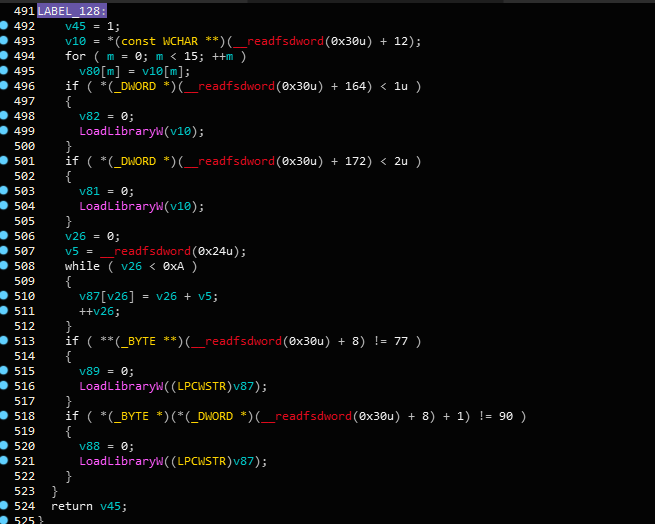 491 LABEL_128:
492 v45 = 1;
493 v10 = *(const WCHAR **)(__readfsdword(0x30u) + 12);
494 for ( m = 0; m < 15; ++m )
495 v80[m] = v10[m];
496 if ( *(_DWORD *)(__readfsdword(0x30u) + 164) < 1u )
497 {
498 v82 = 0;
499 LoadLibraryW(v10);
500 }
501 if ( *(_DWORD *)(__readfsdword(0x30u) + 172) < 2u )
502 {
503 v81 = 0;
504 LoadLibraryW(v10);
505 }
506 v26 = 0;
507 v5 = __readfsdword(0x24u);
508 while ( v26 < 0xA )
509 {
510 v87[v26] = v26 + v5;
511 ++v26;
512 }
513 if ( **(_BYTE **)(__readfsdword(0x30u) + 8) != 77 )
514 {
515 v89 = 0;
516 LoadLibraryW((LPCWSTR)v87);
517 }
518 if ( *(_BYTE *)(*(_DWORD *)(__readfsdword(0x30u) + 8) + 1) != 90 )
519 {
520 v88 = 0;
521 LoadLibraryW((LPCWSTR)v87);
522 }
523 }
524 return v45;
525 }